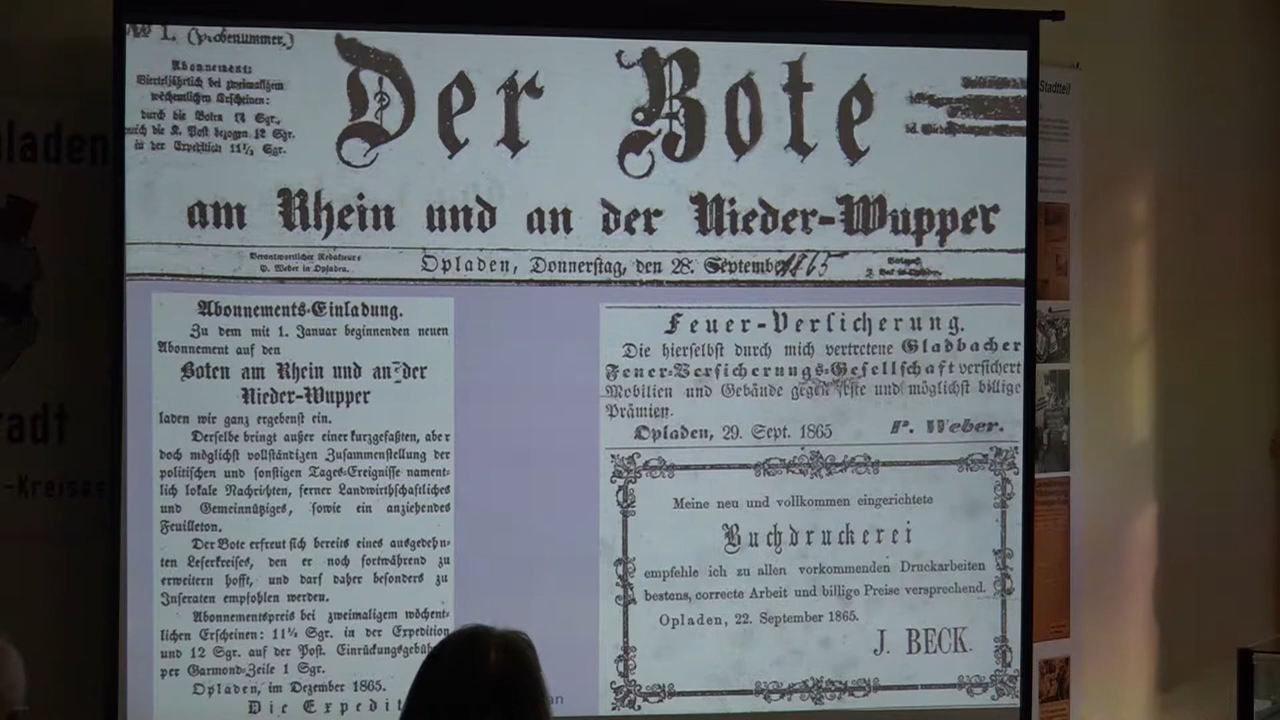 No 1. (Probenummer.)
Abonnement:
Vierteljährlich bei zweimaligem
wöchentlichen Erscheinen:
durch die Boten 14 Sgr.,
durch die K. Post bezogen 12 Sgr.
in der Expedition 11½ Sgr.
Der Bote
am Rhein und an der Nieder-Wupper
Verantwortlicher Redakteur:
P. Weber in Opladen.
Opladen, Donnerstag, den 28. September 1865
Abonnements-Einladung.
Zu dem mit 1. Januar beginnenden neuen
Abonnement auf den
Boten am Rhein und an der
Nieder-Wupper
laden wir ganz ergebenst ein.
Derselbe bringt außer einer kurzgefaßten, aber
doch möglichst vollständigen Zusammenstellung der
politischen und sonstigen Tages-Ereignisse nament-
lich lokale Nachrichten, ferner Landwirthschaftliches
und Gemeinnütziges, sowie ein anziehendes
Feuilleton.
Der Bote erfreut sich bereits eines ausgedehn-
ten Leserkreises, den er noch fortwährend zu
erweitern hofft, und darf daher besonders zu
Inseraten empfohlen werden.
Abonnementspreis bei zweimaligem wöchent-
lichen Erscheinen: 11½ Sgr. in der Expedition
und 12 Sgr. auf der Post. Einrückungsgebüh
per Garmond-Zeile 1 Sgr.
Opladen, im Dezember 1865.
Die Expedit
Feuer-Versicherung.
Die hierselbst durch mich vertretene Gladbacher
Feuer-Versicherungs-Gesellschaft versichert
Mobilien und Gebäude gegen feste und möglichst billige
Prämien.
Opladen, 29. Sept. 1865
P. Weber.
Meine neu und vollkommen eingerichtete
Buchdruckerei
empfehle ich zu allen vorkommenden Druckarbeiten
bestens, correcte Arbeit und billige Preise versprechend.
Opladen, 22. September 1865.
J. BECK.
Stadtteil
laden
adt
-Kreises